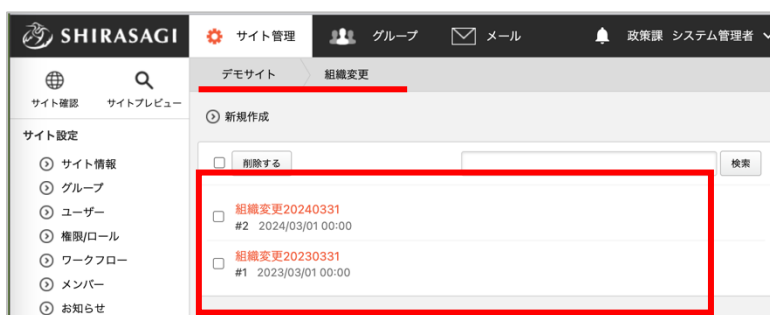 SHIRASAGI
サイト管理
グループ
メール
政策課 システム管理者
サイト確認
サイトプレビュー
デモサイト
組織変更
新規作成
サイト設定
サイト情報
グループ
ユーザー
権限/ロール
ワークフロー
メンバー
お知らせ
削除する
検索
組織変更20240331
#2 2024/03/01 00:00
組織変更20230331
#1 2023/03/01 00:00